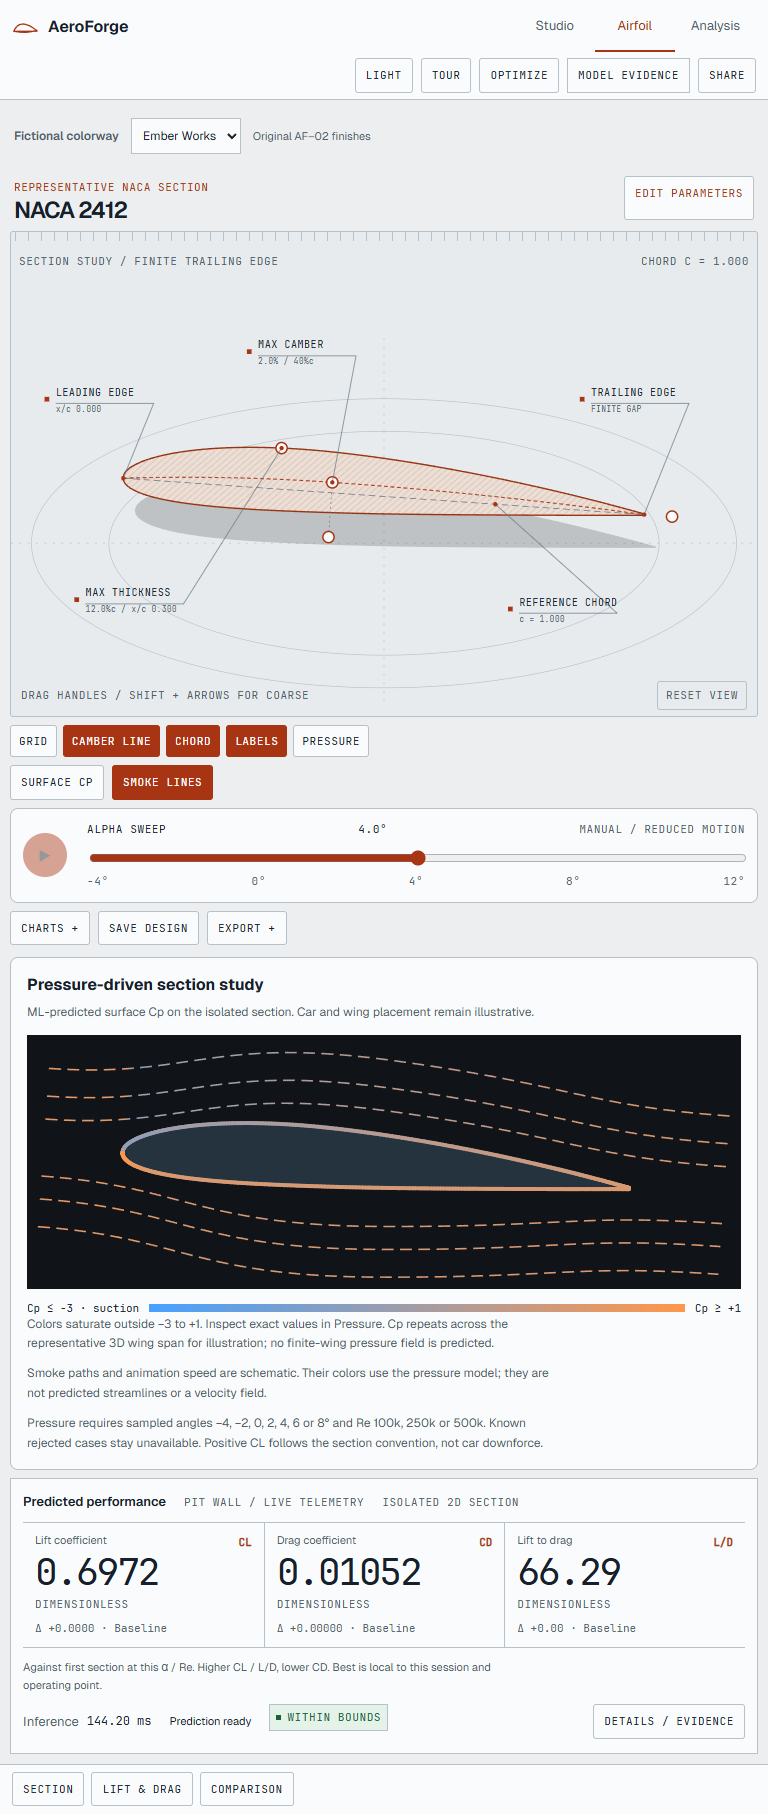 AeroForge
Studio Airfoil Analysis
LIGHT TOUR OPTIMIZE MODEL EVIDENCE SHARE
Fictional colorway Ember Works Original AF–02 finishes
REPRESENTATIVE NACA SECTION
NACA 2412
EDIT PARAMETERS
SECTION STUDY / FINITE TRAILING EDGE CHORD C = 1.000
MAX CAMBER
2.0% / 40%c
LEADING EDGE
x/c 0.000
TRAILING EDGE
FINITE GAP
MAX THICKNESS
12.0%c / x/c 0.300
REFERENCE CHORD
c = 1.000
DRAG HANDLES / SHIFT + ARROWS FOR COARSE RESET VIEW
GRID CAMBER LINE CHORD LABELS PRESSURE
SURFACE CP SMOKE LINES
ALPHA SWEEP 4.0° MANUAL / REDUCED MOTION
-4° 0° 4° 8° 12°
CHARTS + SAVE DESIGN EXPORT +
Pressure-driven section study
ML-predicted surface Cp on the isolated section. Car and wing placement remain illustrative.
Cp ≤ -3 · suction Cp ≥ +1
Colors saturate outside −3 to +1. Inspect exact values in Pressure. Cp repeats across the
representative 3D wing span for illustration; no finite-wing pressure field is predicted.
Smoke paths and animation speed are schematic. Their colors use the pressure model; they are
not predicted streamlines or a velocity field.
Pressure requires sampled angles −4, −2, 0, 2, 4, 6 or 8° and Re 100k, 250k or 500k. Known
rejected cases stay unavailable. Positive CL follows the section convention, not car downforce.
Predicted performance PIT WALL / LIVE TELEMETRY ISOLATED 2D SECTION
Lift coefficient CL
0.6972
DIMENSIONLESS
Δ +0.0000 · Baseline
Drag coefficient CD
0.01052
DIMENSIONLESS
Δ +0.00000 · Baseline
Lift to drag L/D
66.29
DIMENSIONLESS
Δ +0.00 · Baseline
Against first section at this α / Re. Higher CL / L/D, lower CD. Best is local to this session and
operating point.
Inference 144.20 ms Prediction ready WITHIN BOUNDS DETAILS / EVIDENCE
SECTION LIFT & DRAG COMPARISON